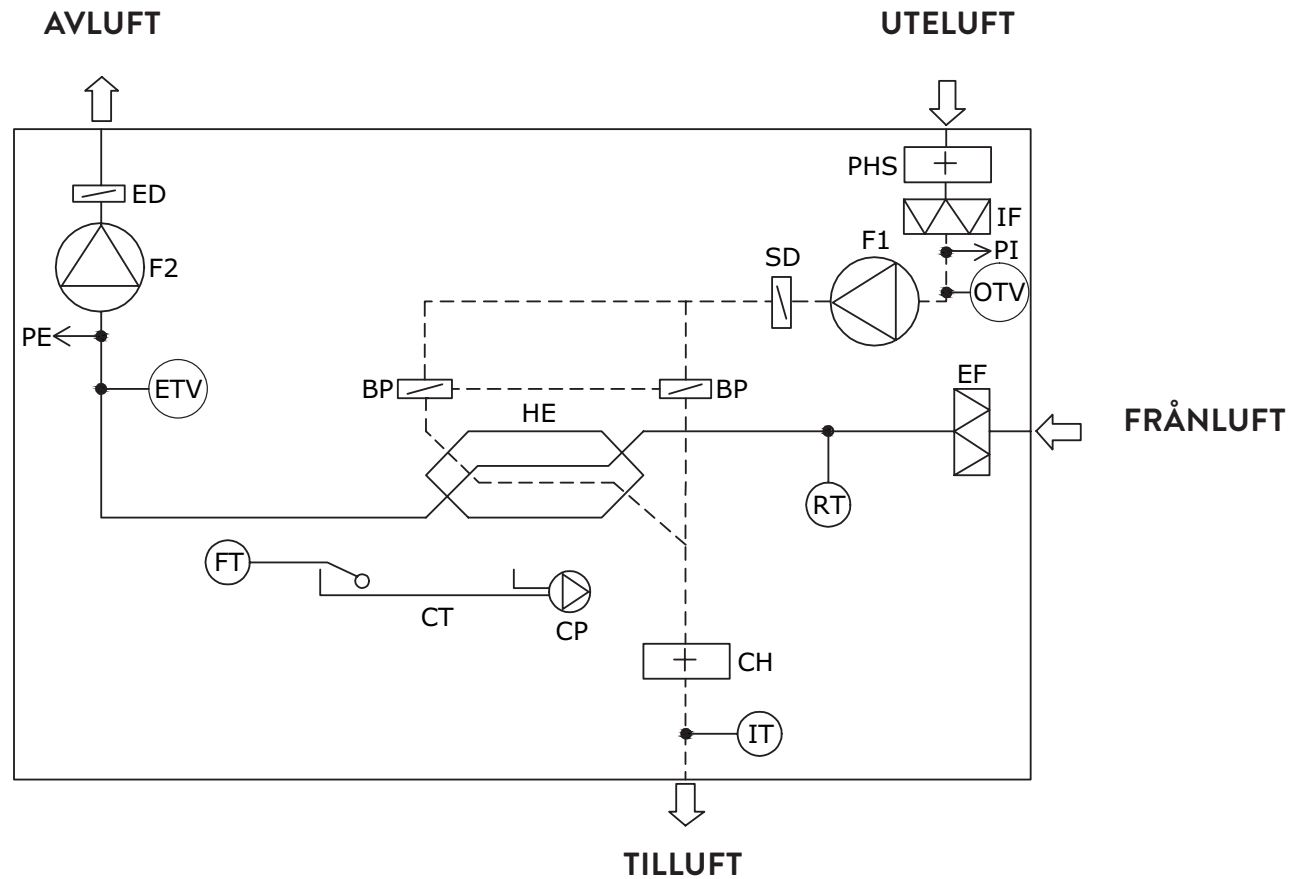 AVLUFT UTELUFT
PHS
ED
IF
F1
PI
F2
SD
OTV
PE
EF
ETV
BP
BP
HE
FRÅNLUFT
RT
FT
CT
CP
CH
IT
TILLUFT